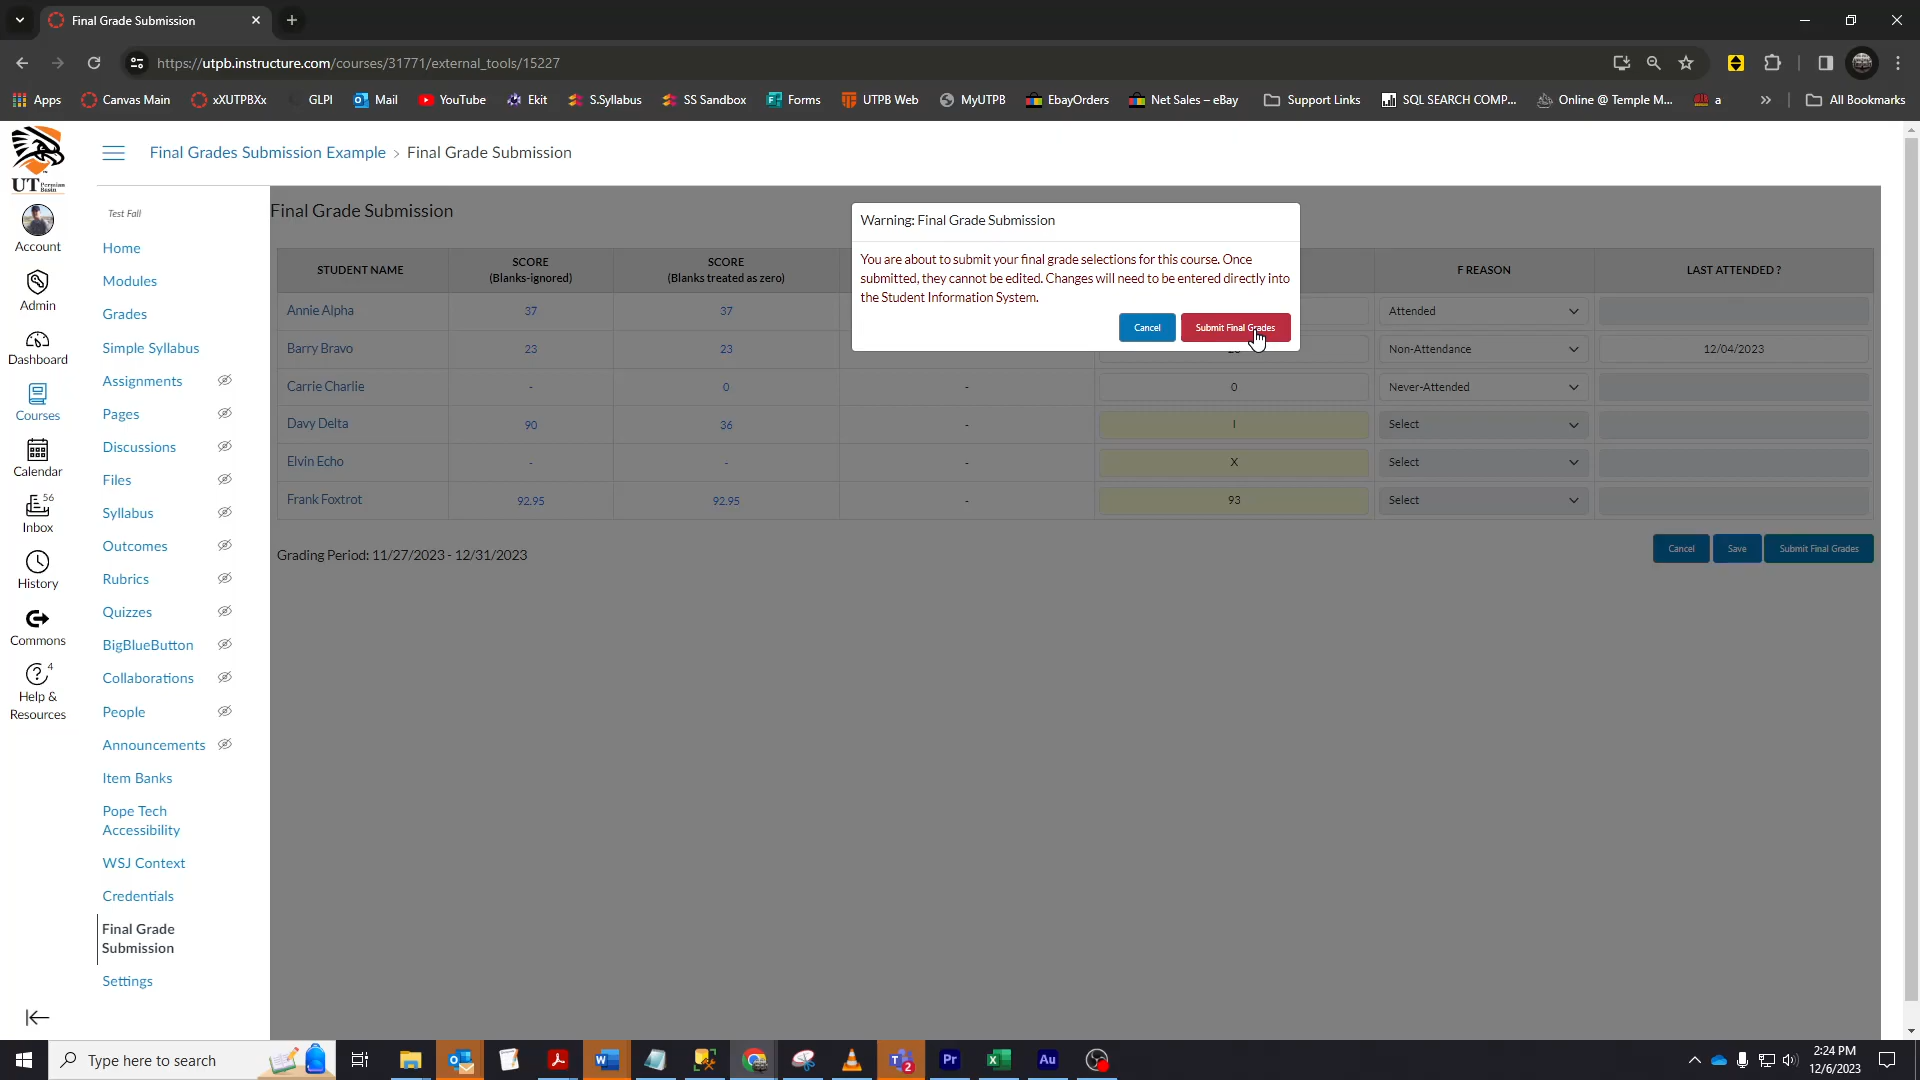 Final Grade Submission
https://utpb.instructure.com/courses/31771/external_tools/15227
Apps
Canvas Main
xXUTPBXx
GLPI
Mail
YouTube
Ekit
S.Syllabus
SS Sandbox
Forms
UTPB Web
MyUTPB
EbayOrders
Net Sales – eBay
Support Links
SQL SEARCH COMP...
Online @ Temple M...
a
All Bookmarks
UT Permian Basin
Final Grades Submission Example > Final Grade Submission
Account
Admin
Dashboard
Courses
Calendar
56
Inbox
History
Commons
4
Help &
Resources
Test Fall
Home
Modules
Grades
Simple Syllabus
Assignments
Pages
Discussions
Files
Syllabus
Outcomes
Rubrics
Quizzes
BigBlueButton
Collaborations
People
Announcements
Item Banks
Pope Tech
Accessibility
WSJ Context
Credentials
Final Grade
Submission
Settings
Final Grade Submission
Warning: Final Grade Submission
You are about to submit your final grade selections for this course. Once
submitted, they cannot be edited. Changes will need to be entered directly into
the Student Information System.
Cancel
Submit Final Grades
STUDENT NAME
SCORE
(Blanks-ignored)
SCORE
(Blanks treated as zero)
F REASON
LAST ATTENDED ?
Annie Alpha 37 37 Attended
Barry Bravo 23 23 Non-Attendance 12/04/2023
Carrie Charlie - 0 - 0 Never-Attended
Davy Delta 90 36 - I Select
Elvin Echo - - - X Select
Frank Foxtrot 92.95 92.95 - 93 Select
Grading Period: 11/27/2023 - 12/31/2023
Cancel
Save
Submit Final Grades
Type here to search
2
Pr
Au
2:24 PM
12/6/2023